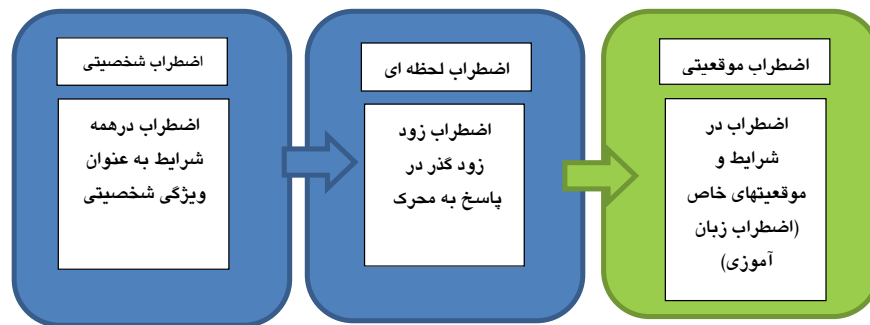 اضطراب شخصیتی
اضطراب درهمه
شرایط به عنوان
ویژگی شخصیتی
اضطراب لحظه ای
اضطراب زود
زود گذر در
پاسخ به محرک
اضطراب موقعیتی
اضطراب در
شرایط و
موقعیتهای خاص
(اضطراب زبان
آموزی)